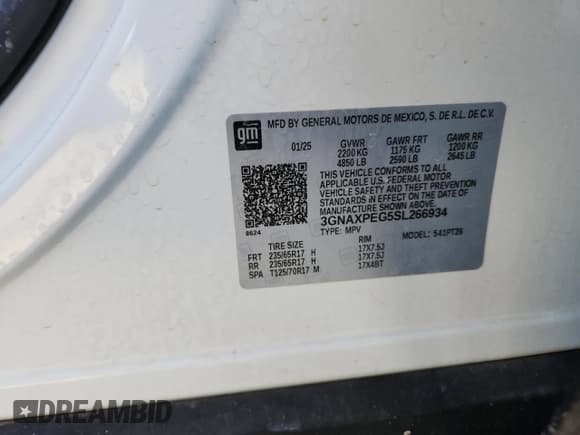 gm
MFD BY GENERAL MOTORS DE MEXICO, S. DE R.L. DE C.V.
01/25 GVWR GAWR FRT GAWR RR
2200 KG 1175 KG 1200 KG
4850 LB 2590 LB 2645 LB
THIS VEHICLE CONFORMS TO ALL
APPLICABLE U.S. FEDERAL MOTOR
VEHICLE SAFETY AND THEFT PREVENTION
STANDARDS IN EFFECT ON THE DATE OF
MANUFACTURE SHOWN ABOVE.
3GNAXPEG5SL266934
0624
TYPE: MPV MODEL: 541PT26
TIRE SIZE RIM
FRT 235/65R17 H 17X7.5J
RR 235/65R17 H 17X7.5J
SPA T125/70R17 M 17X4BT
DREAMBID